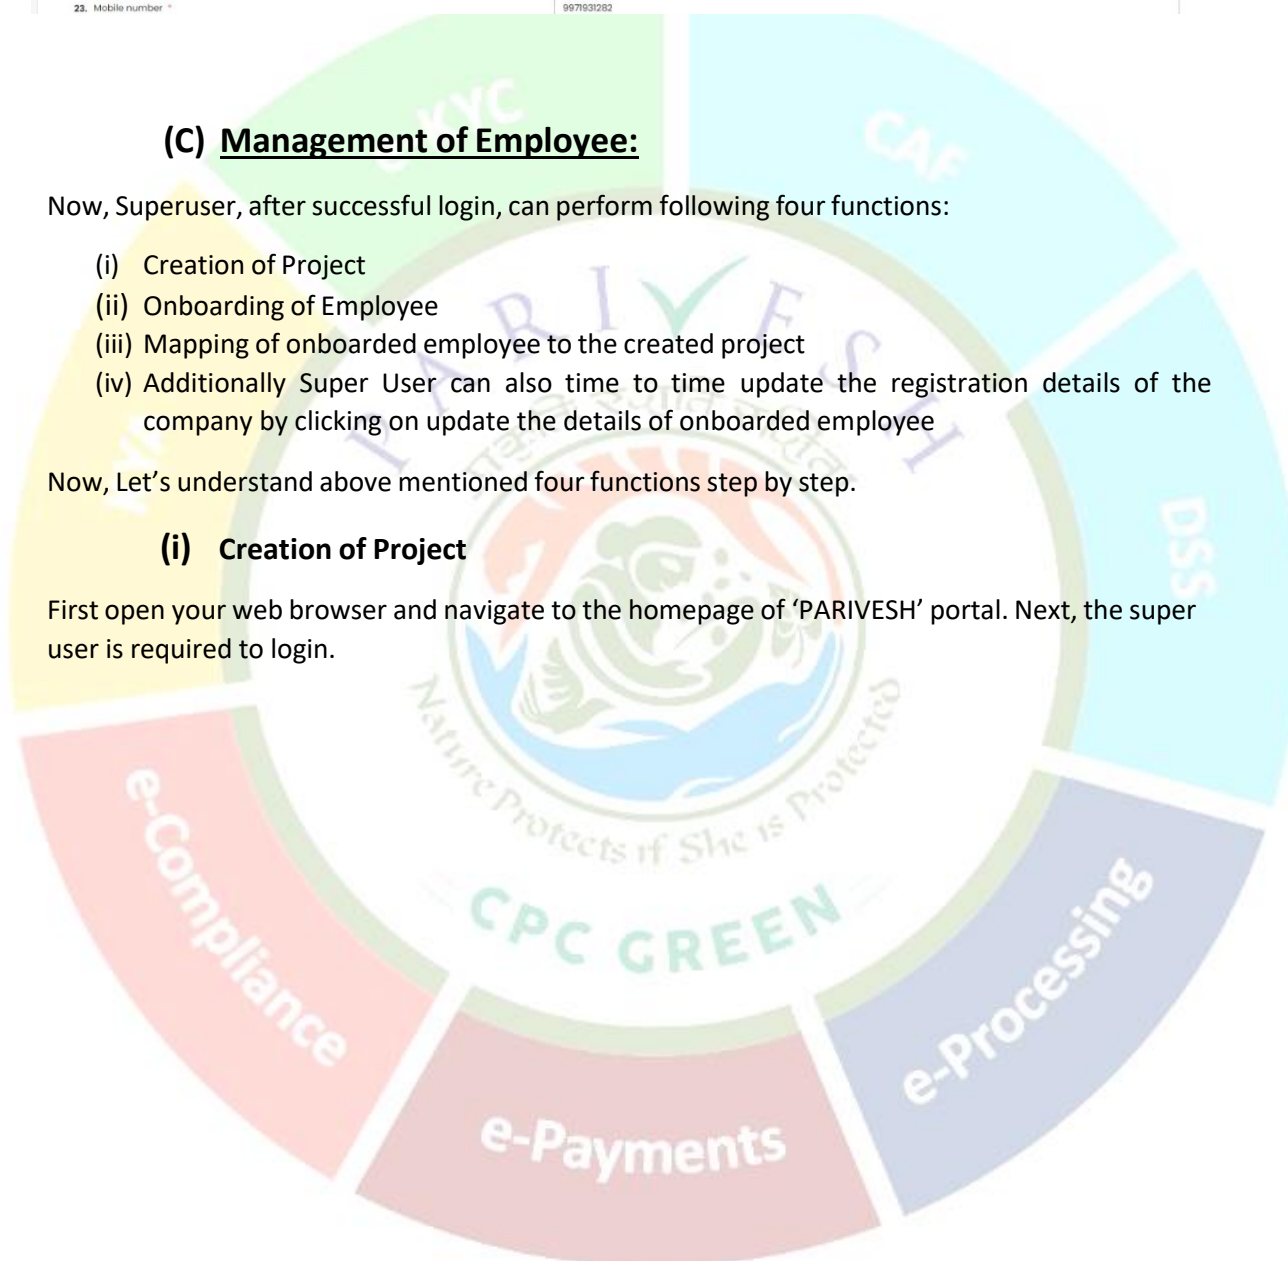 23. Mobile number *
9971931282
(C) Management of Employee:
Now, Superuser, after successful login, can perform following four functions:
(i) Creation of Project
(ii) Onboarding of Employee
(iii) Mapping of onboarded employee to the created project
(iv) Additionally Super User can also time to time update the registration details of the
company by clicking on update the details of onboarded employee
Now, Let’s understand above mentioned four functions step by step.
(i) Creation of Project
First open your web browser and navigate to the homepage of ‘PARIVESH’ portal. Next, the super
user is required to login.
KYC
CAF
DSS
PARIVESH
Nature Protects if She is Protected
CPC GREEN
e-Compliance
e-Payments
e-Processing